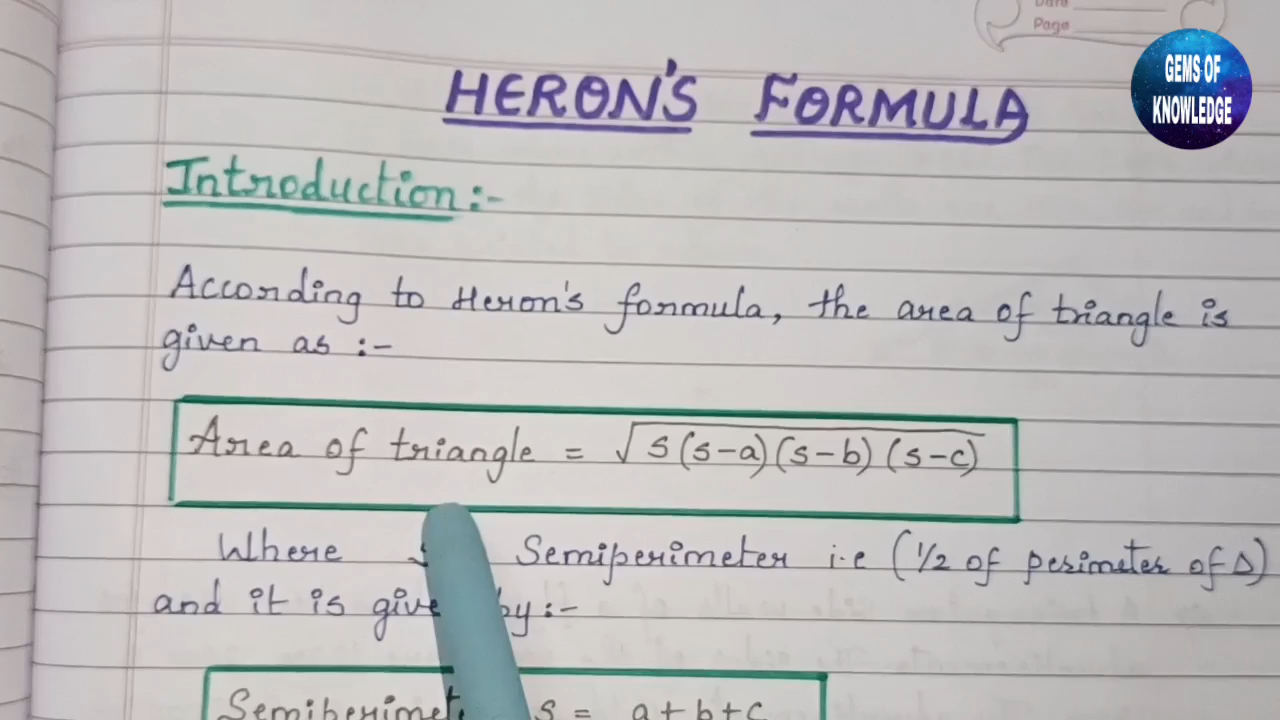 Date
Page
GEMS OF
KNOWLEDGE
HERON'S FORMULA
Introduction:-
According to Heron's formula, the area of triangle is
given as :-
Area of triangle = √s(s-a)(s-b)(s-c)
Where Semiperimeter i.e (1/2 of perimeter of Δ)
and it is give by:-
s = a+b+c